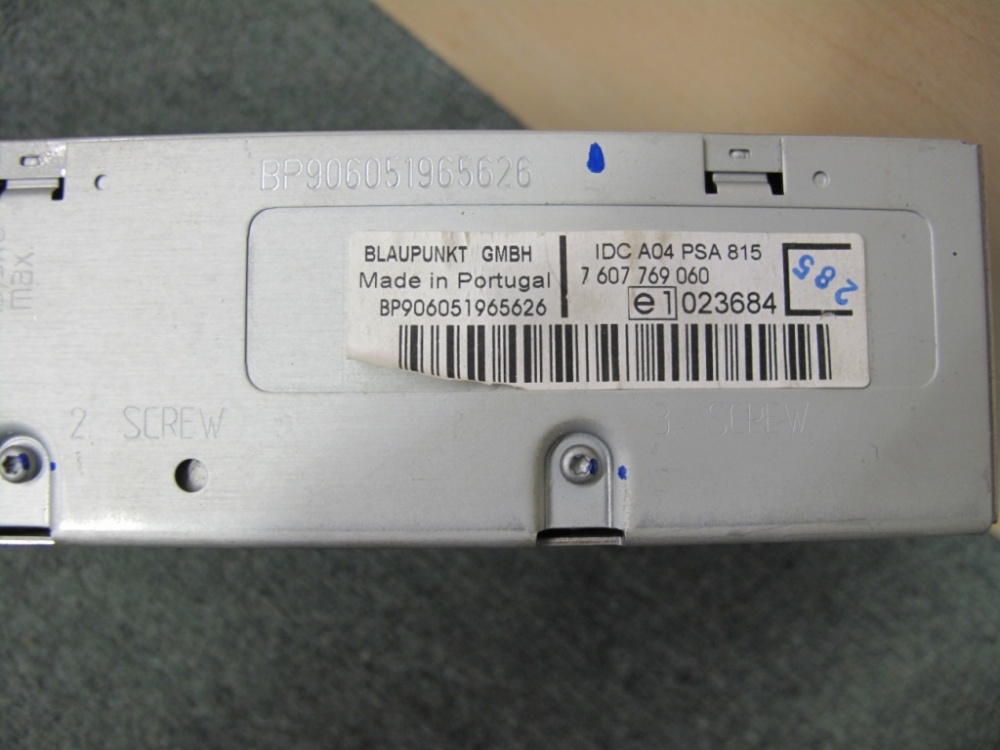 BP906051965626
BLAUPUNKT GMBH
Made in Portugal
BP906051965626
IDC A04 PSA 815
7 607 769 060
e1 023684
285
max
2. SCREW
3. SCREW